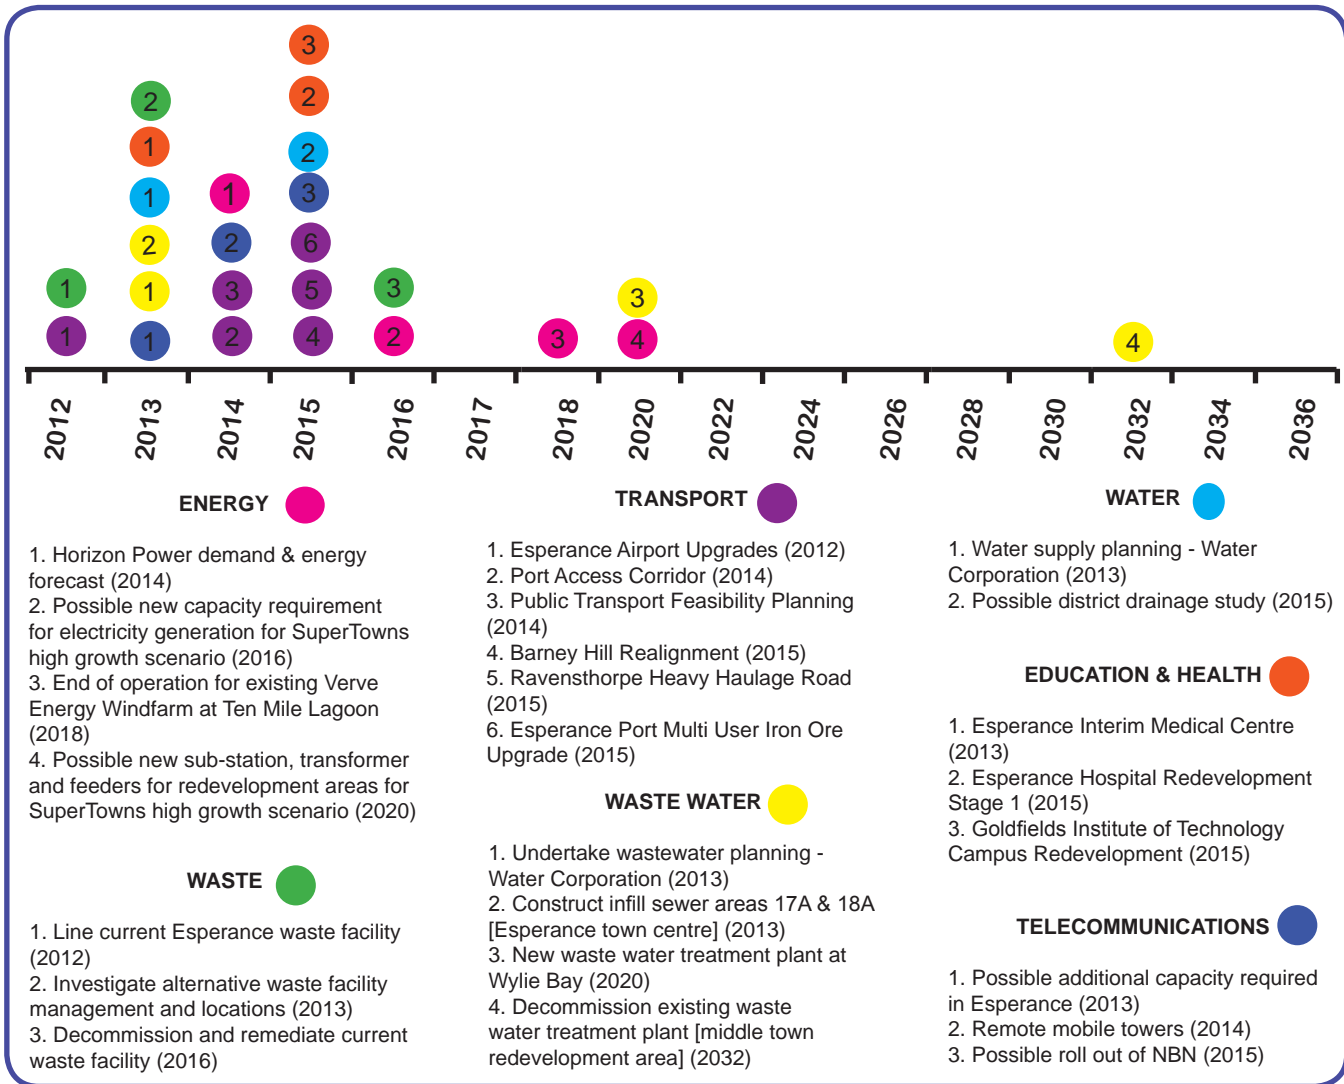 3
2
2
1
2
3
1
1
2
2
6
1
1
3
5
3
3
1
1
2
4
2
3
4
4
2012
2013
2014
2015
2016
2017
2018
2020
2022
2024
2026
2028
2030
2032
2034
2036
ENERGY
1. Horizon Power demand & energy
forecast (2014)
2. Possible new capacity requirement
for electricity generation for SuperTowns
high growth scenario (2016)
3. End of operation for existing Verve
Energy Windfarm at Ten Mile Lagoon
(2018)
4. Possible new sub-station, transformer
and feeders for redevelopment areas for
SuperTowns high growth scenario (2020)
WASTE
1. Line current Esperance waste facility
(2012)
2. Investigate alternative waste facility
management and locations (2013)
3. Decommission and remediate current
waste facility (2016)
TRANSPORT
1. Esperance Airport Upgrades (2012)
2. Port Access Corridor (2014)
3. Public Transport Feasibility Planning
(2014)
4. Barney Hill Realignment (2015)
5. Ravensthorpe Heavy Haulage Road
(2015)
6. Esperance Port Multi User Iron Ore
Upgrade (2015)
WASTE WATER
1. Undertake wastewater planning -
Water Corporation (2013)
2. Construct infill sewer areas 17A & 18A
[Esperance town centre] (2013)
3. New waste water treatment plant at
Wylie Bay (2020)
4. Decommission existing waste
water treatment plant [middle town
redevelopment area] (2032)
WATER
1. Water supply planning - Water
Corporation (2013)
2. Possible district drainage study (2015)
EDUCATION & HEALTH
1. Esperance Interim Medical Centre
(2013)
2. Esperance Hospital Redevelopment
Stage 1 (2015)
3. Goldfields Institute of Technology
Campus Redevelopment (2015)
TELECOMMUNICATIONS
1. Possible additional capacity required
in Esperance (2013)
2. Remote mobile towers (2014)
3. Possible roll out of NBN (2015)